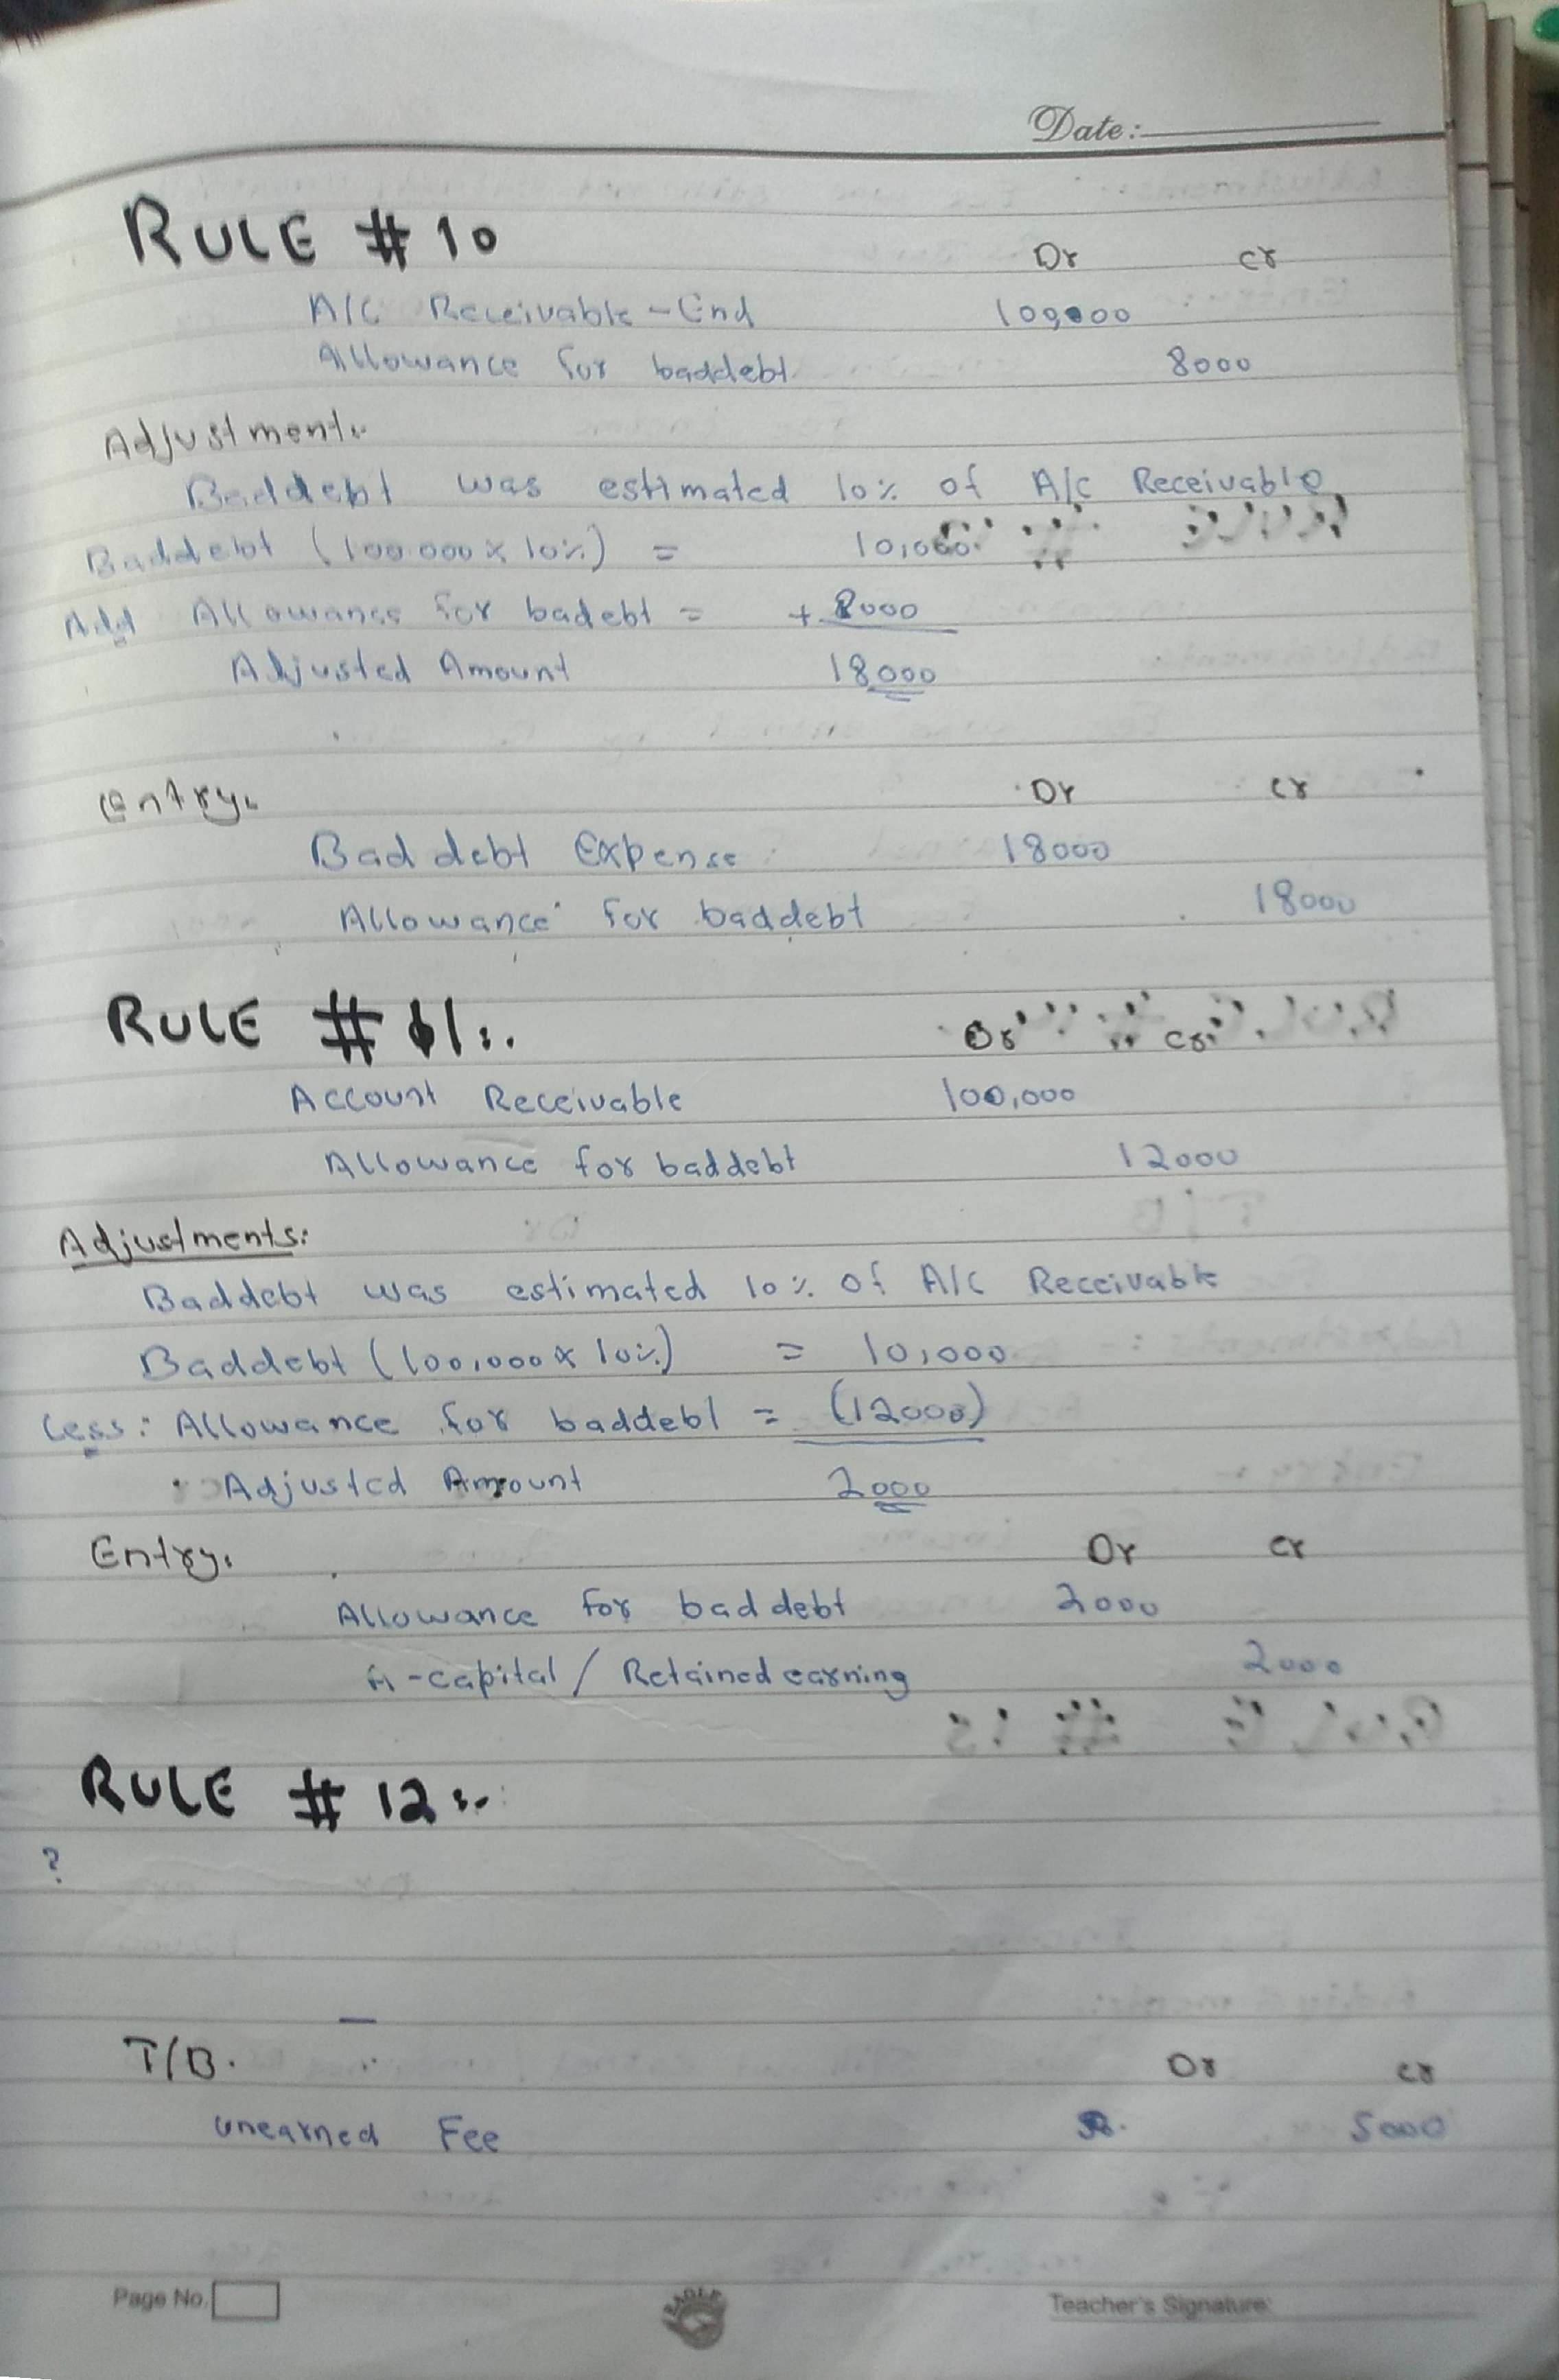 Date:
RULE # 10
Dr cr
A/C Receivable - End 100,000
Allowance for baddebt 8000
Adjustment:
Baddebt was estimated 10% of A/C Receivable
Baddebt (100.000 x 10%) = 10,000
Add Allowance for badebt = + 8000
Adjusted Amount 18000
Entry. Dr cr
Bad debt Expense 18000
Allowance for baddebt 18000
RULE # 11:.
Dr cr
Account Receivable 100,000
Allowance for baddebt 12000
Adjustments:
Baddebt was estimated 10% of A/C Receivable
Baddebt (100,000 x 10%) = 10,000
Less: Allowance for baddebt = (12000)
Adjusted Amount 2000
Entry. Dr cr
Allowance for bad debt 2000
A-capital / Retained earning 2000
RULE # 12:-
?
T/B. Dr cr
unearned Fee 5000
Page No.
EAGLE
Teacher's Signature: